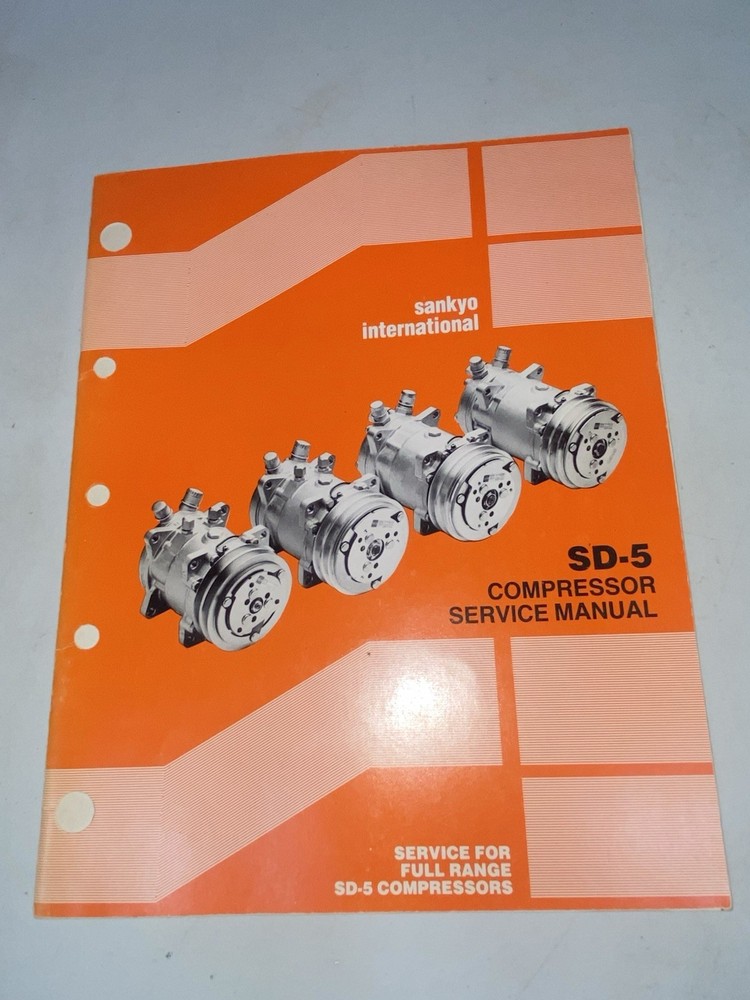 sankyo
international
SD-5
COMPRESSOR
SERVICE MANUAL
SERVICE FOR
FULL RANGE
SD-5 COMPRESSORS